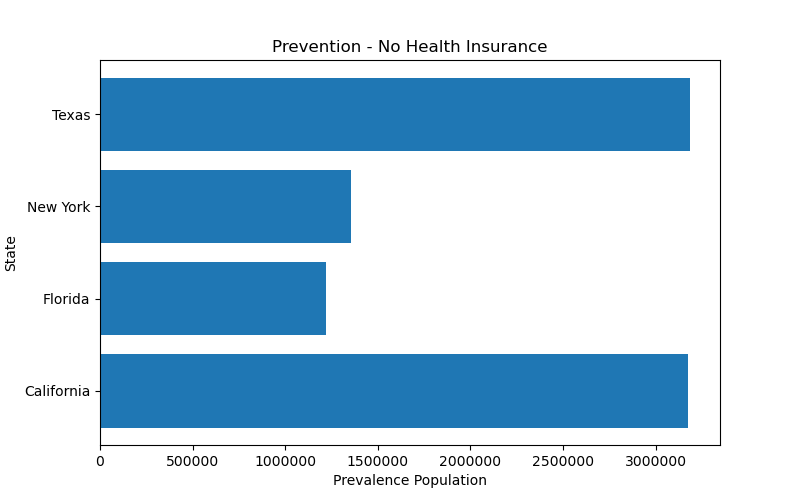 Prevention - No Health Insurance
Texas
New York
Florida
California
State
0 500000 1000000 1500000 2000000 2500000 3000000
Prevalence Population